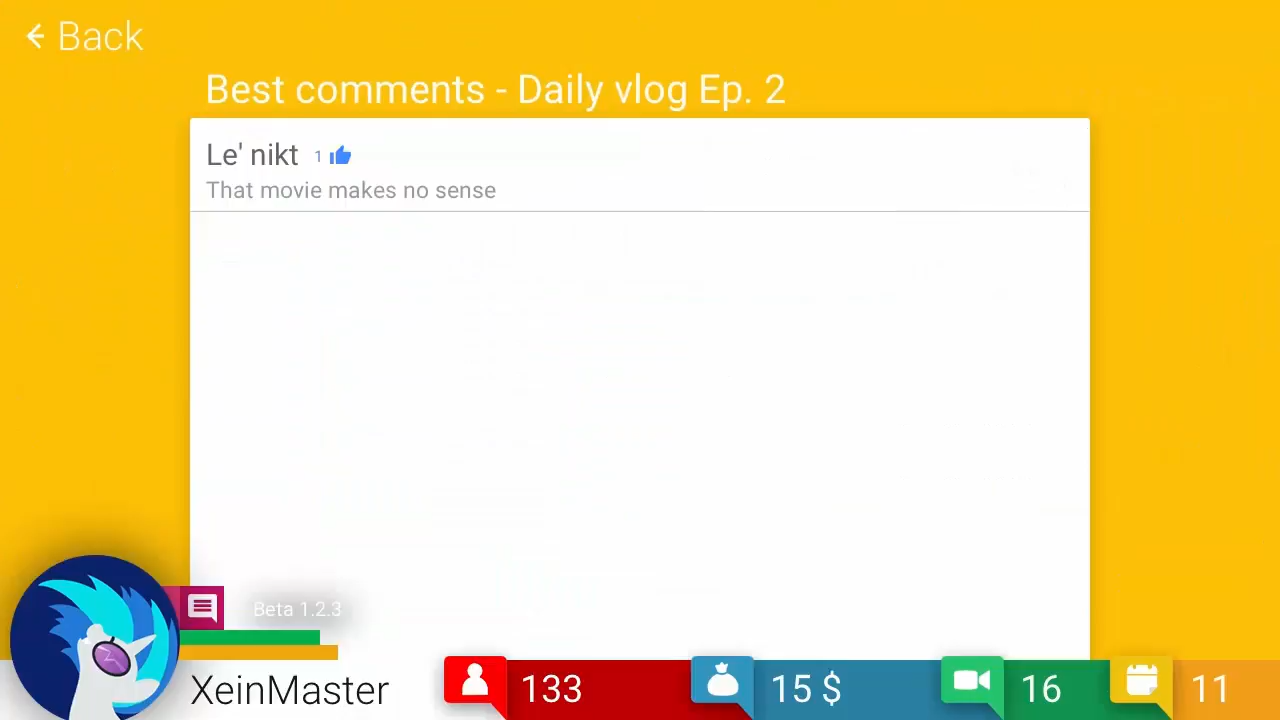 Back
Best comments - Daily vlog Ep. 2
Le' nikt 1
That movie makes no sense
Beta 1.2.3
XeinMaster
133
15 $
16
11